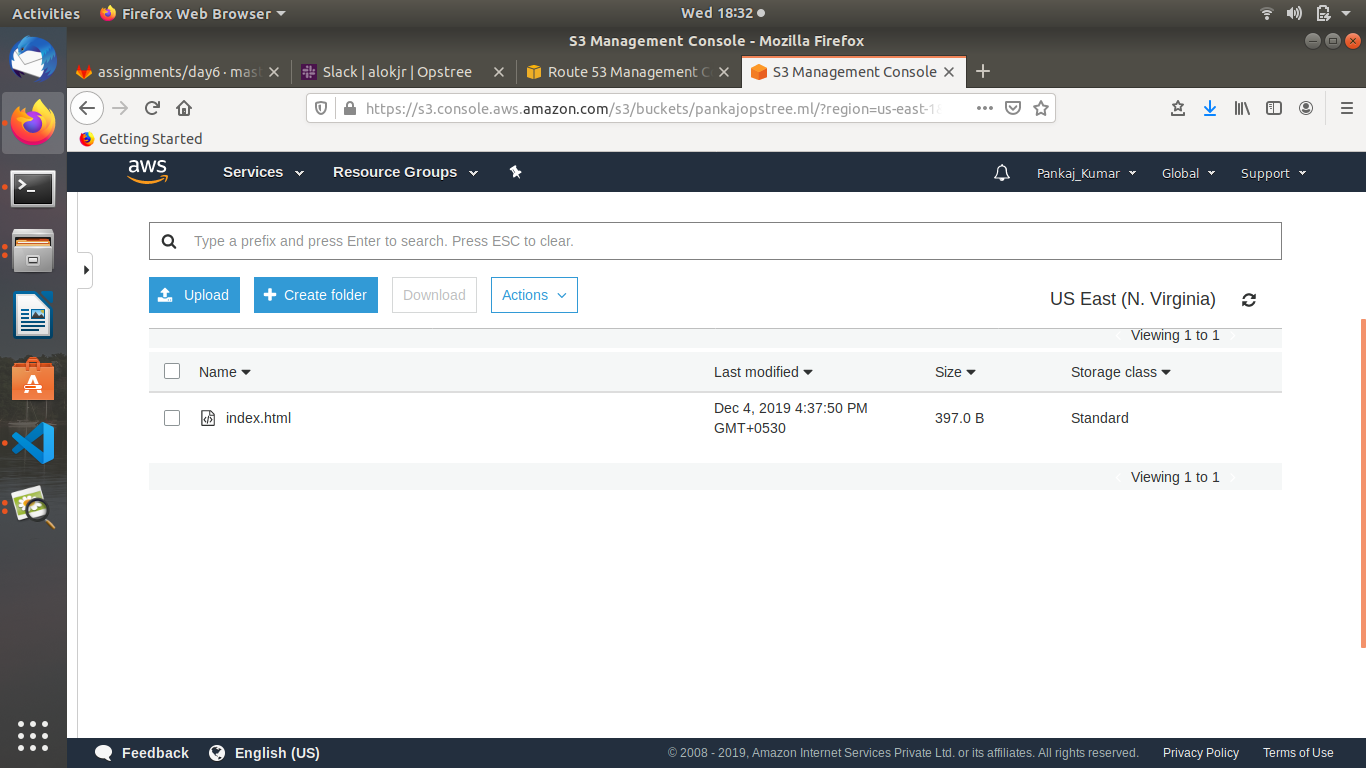 Activities Firefox Web Browser Wed 18:32
S3 Management Console - Mozilla Firefox
assignments/day6 · mas Slack | alokjr | Opstree Route 53 Management C S3 Management Console
https://s3.console.aws.amazon.com/s3/buckets/pankajopstree.ml/?region=us-east-1
Getting Started
aws Services Resource Groups Pankaj_Kumar Global Support
Type a prefix and press Enter to search. Press ESC to clear.
Upload Create folder Download Actions US East (N. Virginia)
Viewing 1 to 1
Name Last modified Size Storage class
index.html Dec 4, 2019 4:37:50 PM GMT+0530 397.0 B Standard
Viewing 1 to 1
Feedback English (US) © 2008 - 2019, Amazon Internet Services Private Ltd. or its affiliates. All rights reserved. Privacy Policy Terms of Use